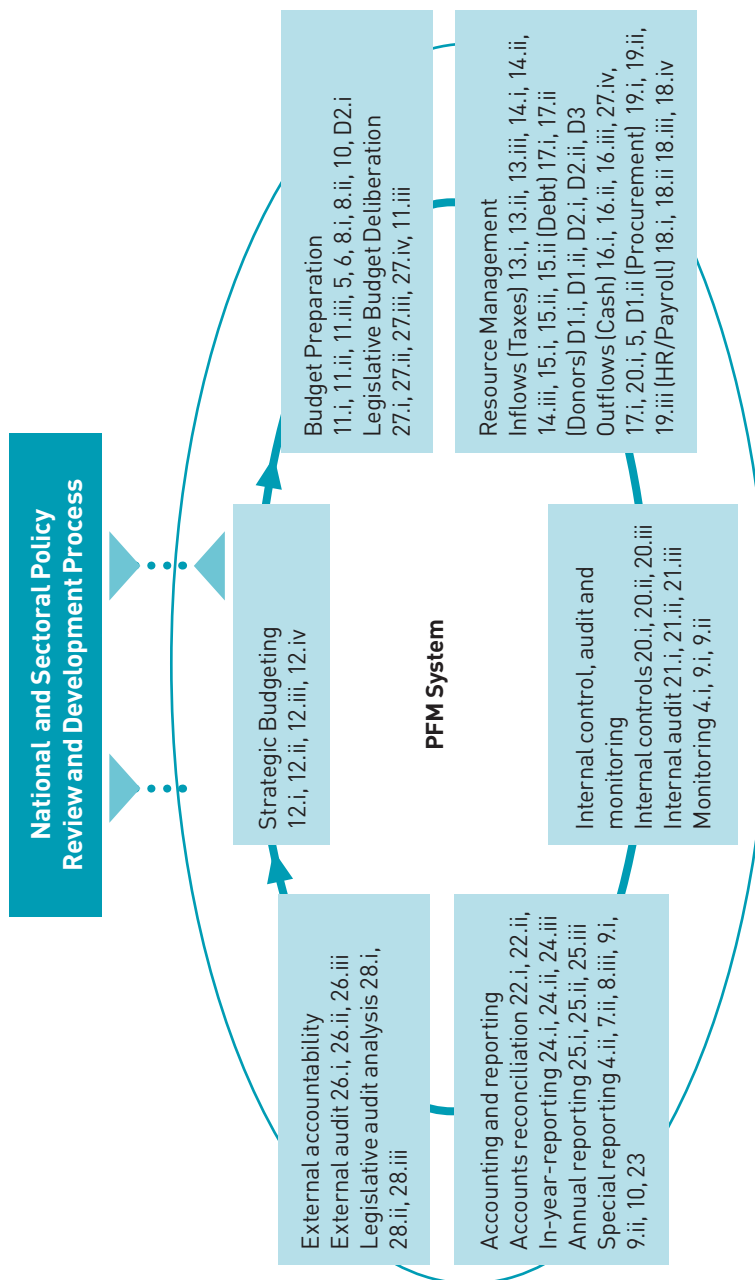 National and Sectoral Policy
Review and Development Process
Strategic Budgeting
12.i, 12.ii, 12.iii, 12.iv
Budget Preparation
11.i, 11.ii, 11.iii, 5, 6, 8.i, 8.ii, 10, D2.i
Legislative Budget Deliberation
27.i, 27.ii, 27.iii, 27.iv, 11.iii
Resource Management
Inflows (Taxes) 13.i, 13.ii, 13.iii, 14.i, 14.ii,
14.iii, 15.i, 15.ii, 15.ii (Debt) 17.i, 17.ii
(Donors) D1.i, D1.ii, D2.i, D2.ii, D3
Outflows (Cash) 16.i, 16.ii, 16.iii, 27.iv,
17.i, 20.i, 5, D1.ii (Procurement) 19.i, 19.ii,
19.iii (HR/Payroll) 18.i, 18.ii 18.iii, 18.iv
Internal control, audit and
monitoring
Internal controls 20.i, 20.ii, 20.iii
Internal audit 21.i, 21.ii, 21.iii
Monitoring 4.i, 9.i, 9.ii
Accounting and reporting
Accounts reconciliation 22.i, 22.ii,
In-year-reporting 24.i, 24.ii, 24.iii
Annual reporting 25.i, 25.ii, 25.iii
Special reporting 4.ii, 7.ii, 8.iii, 9.i,
9.ii, 10, 23
External accountability
External audit 26.i, 26.ii, 26.iii
Legislative audit analysis 28.i,
28.ii, 28.iii
PFM System